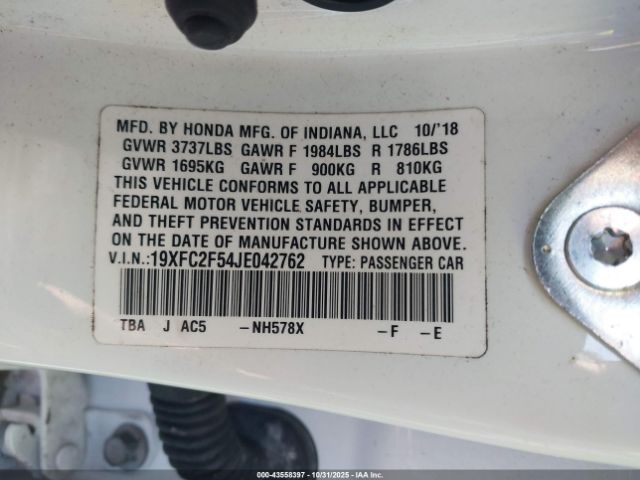 MFD. BY HONDA MFG. OF INDIANA, LLC 10/'18
GVWR 3737LBS GAWR F 1984LBS R 1786LBS
GVWR 1695KG GAWR F 900KG R 810KG
THIS VEHICLE CONFORMS TO ALL APPLICABLE
FEDERAL MOTOR VEHICLE SAFETY, BUMPER,
AND THEFT PREVENTION STANDARDS IN EFFECT
ON THE DATE OF MANUFACTURE SHOWN ABOVE.
V.I.N.:19XFC2F54JE042762 TYPE: PASSENGER CAR
TBA J AC5 -NH578X -F -E
000-43558397 - 10/31/2025 - IAAI.com